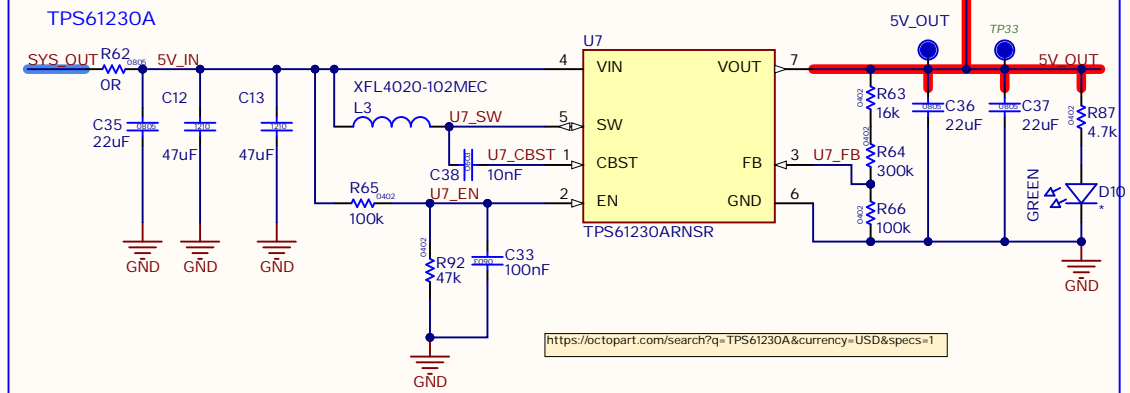 TPS61230A
5V_OUT
TP33
SYS_OUT
R62
0805
0R
5V_IN
U7
4
VIN
VOUT
7
5V_OUT
XFL4020-102MEC
L3
U7_SW
5
SW
C35
0805
22uF
C12
1210
47uF
C13
1210
47uF
0402
R63
16k
C36
0805
22uF
C37
0805
22uF
0402
R87
4.7k
C38
0603
10nF
U7_CBST
1
CBST
FB
3
U7_FB
0402
R64
300k
R65
0402
100k
U7_EN
2
EN
GND
6
0402
R66
100k
GREEN
D10
*
TPS61230ARNSR
GND
GND
GND
0402
R92
47k
C33
0603
100nF
GND
GND
https://octopart.com/search?q=TPS61230A&currency=USD&specs=1